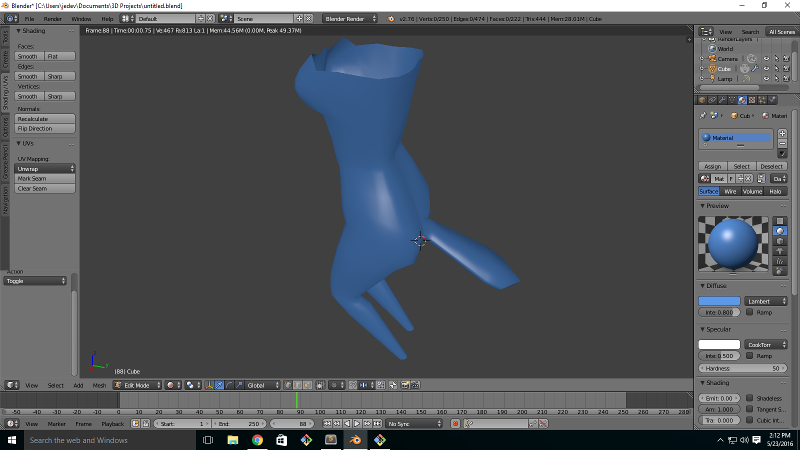 Blender* [C:\Users\jedev\Documents\3D Projects\untitled.blend]
File Render Window Help Default Scene Blender Render v2.76 | Verts:0/250 | Edges:0/474 | Faces:0/222 | Tris:444 | Mem:28.01M | Cube
View Search All Scenes
Frame:88 | Time:00:00.75 | Ve:467 Fa:813 La:1 | Mem:44.56M (0.00M, Peak 49.37M)
Shading
Faces:
Smooth Flat
Edges:
Smooth Sharp
Vertices:
Smooth Sharp
Normals:
Recalculate
Flip Direction
UVs
UV Mapping:
Unwrap
Mark Seam
Clear Seam
Tools
Create
Shading/UVs
Options
Grease Pencil
Navigation
Action
Toggle
(88) Cube
RenderLayers
World
Camera
Cube
Lamp
Cub Materi
Material
Assign Select Deselect
Mat F Da
Surface Wire Volume Halo
Preview
Diffuse
Lambert
Inte:0.800 Ramp
Specular
CookTorr
Inte:0.500 Ramp
Hardness: 50
Shading
Emit: 0.00 Shadeless
Am: 1.000 Tangent S
Tra: 0.000 Cubic Int
View Select Add Mesh Edit Mode Global
-50 -40 -30 -20 -10 0 10 20 30 40 50 60 70 80 90 100 110 120 130 140 150 160 170 180 190 200 210 220 230 240 250 260 270 280
View Marker Frame Playback Start: 1 End: 250 88 No Sync
Search the web and Windows
2:12 PM
5/23/2016